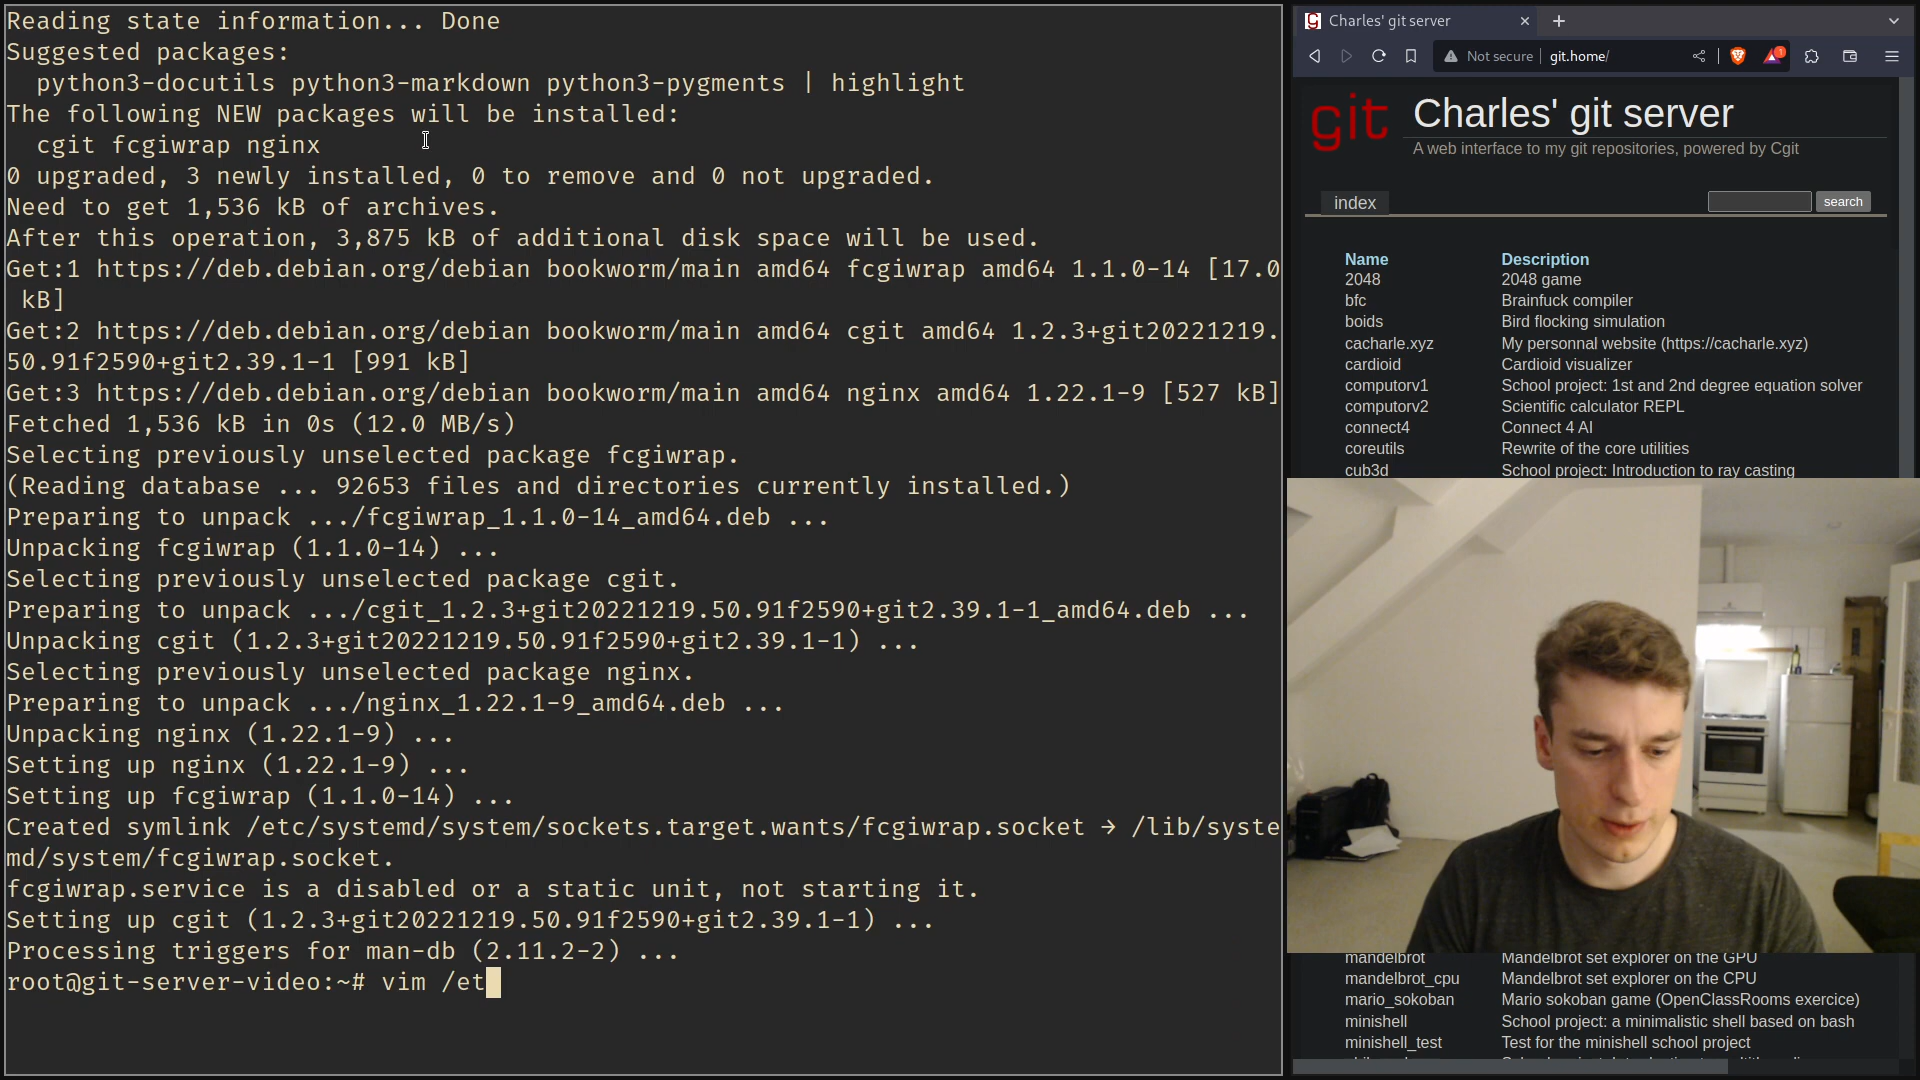 Reading state information... Done
Suggested packages:
  python3-docutils python3-markdown python3-pygments | highlight
The following NEW packages will be installed:
  cgit fcgiwrap nginx
0 upgraded, 3 newly installed, 0 to remove and 0 not upgraded.
Need to get 1,536 kB of archives.
After this operation, 3,875 kB of additional disk space will be used.
Get:1 https://deb.debian.org/debian bookworm/main amd64 fcgiwrap amd64 1.1.0-14 [17.0
 kB]
Get:2 https://deb.debian.org/debian bookworm/main amd64 cgit amd64 1.2.3+git20221219.
50.91f2590+git2.39.1-1 [991 kB]
Get:3 https://deb.debian.org/debian bookworm/main amd64 nginx amd64 1.22.1-9 [527 kB]
Fetched 1,536 kB in 0s (12.0 MB/s)
Selecting previously unselected package fcgiwrap.
(Reading database ... 92653 files and directories currently installed.)
Preparing to unpack .../fcgiwrap_1.1.0-14_amd64.deb ...
Unpacking fcgiwrap (1.1.0-14) ...
Selecting previously unselected package cgit.
Preparing to unpack .../cgit_1.2.3+git20221219.50.91f2590+git2.39.1-1_amd64.deb ...
Unpacking cgit (1.2.3+git20221219.50.91f2590+git2.39.1-1) ...
Selecting previously unselected package nginx.
Preparing to unpack .../nginx_1.22.1-9_amd64.deb ...
Unpacking nginx (1.22.1-9) ...
Setting up nginx (1.22.1-9) ...
Setting up fcgiwrap (1.1.0-14) ...
Created symlink /etc/systemd/system/sockets.target.wants/fcgiwrap.socket → /lib/syste
md/system/fcgiwrap.socket.
fcgiwrap.service is a disabled or a static unit, not starting it.
Setting up cgit (1.2.3+git20221219.50.91f2590+git2.39.1-1) ...
Processing triggers for man-db (2.11.2-2) ...
root@git-server-video:~# vim /et
Charles' git server
Not secure | git.home/
1
git
Charles' git server
A web interface to my git repositories, powered by Cgit
index
search
Name Description
2048 2048 game
bfc Brainfuck compiler
boids Bird flocking simulation
cacharle.xyz My personnal website (https://cacharle.xyz)
cardioid Cardioid visualizer
computorv1 School project: 1st and 2nd degree equation solver
computorv2 Scientific calculator REPL
connect4 Connect 4 AI
coreutils Rewrite of the core utilities
cub3d School project: Introduction to ray casting
mandelbrot Mandelbrot set explorer on the GPU
mandelbrot_cpu Mandelbrot set explorer on the CPU
mario_sokoban Mario sokoban game (OpenClassRooms exercice)
minishell School project: a minimalistic shell based on bash
minishell_test Test for the minishell school project